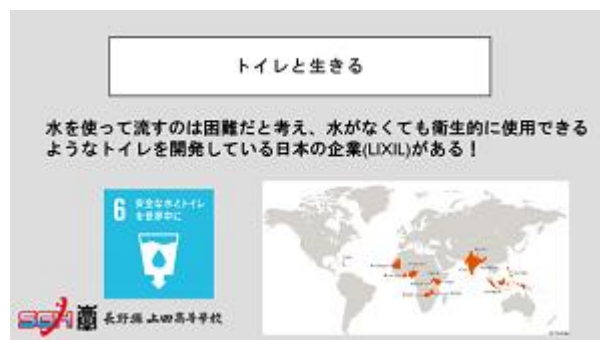 トイレと生きる
水を使って流すのは困難だと考え、水がなくても衛生的に使用できる
ようなトイレを開発している日本の企業(LIXIL)がある！
6 安全な水とトイレ
を世界中に
SGH 長野県上田高等学校